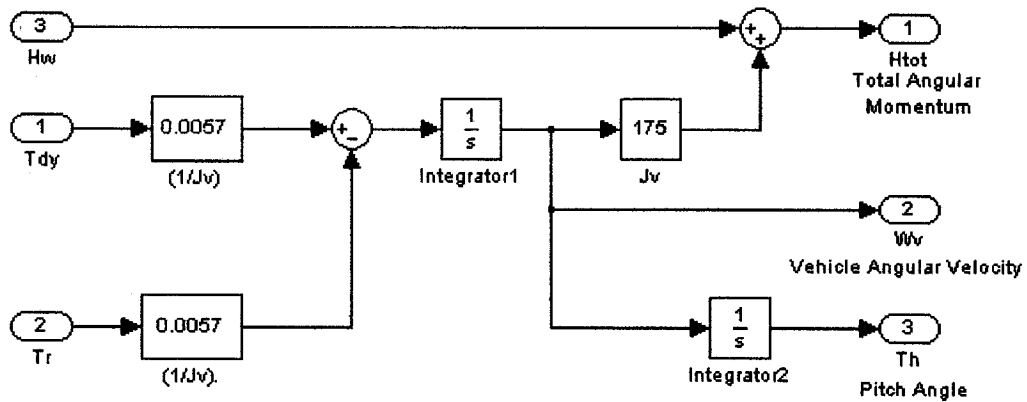 3
Hw
+
+
1
Htot
Total Angular
Momentum
1
Tdy
0.0057
(1/Jv)
+
-
1
s
Integrator1
175
Jv
2
Wv
Vehicle Angular Velocity
2
Tr
0.0057
(1/Jv).
1
s
Integrator2
3
Th
Pitch Angle